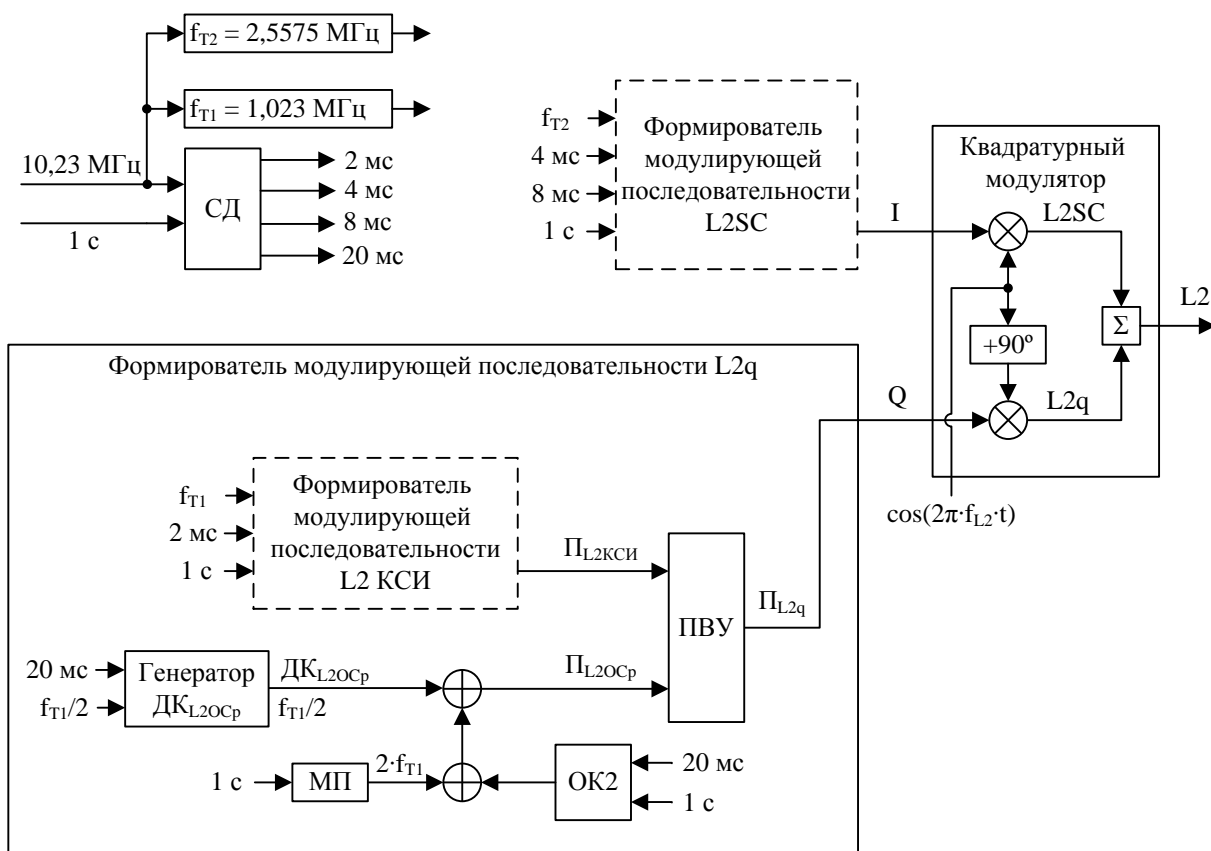 f_T2 = 2,5575 МГц
f_T1 = 1,023 МГц
10,23 МГц
1 с
СД
2 мс
4 мс
8 мс
20 мс
f_T2
4 мс
8 мс
1 с
Формирователь
модулирующей
последовательности
L2SC
I
Квадратурный
модулятор
L2SC
+90º
Σ
L2
Q
L2q
cos(2π·f_L2·t)
Формирователь модулирующей последовательности L2q
f_T1
2 мс
1 с
Формирователь
модулирующей
последовательности
L2 КСИ
П_L2КСИ
ПВУ
П_L2q
20 мс
f_T1/2
Генератор
ДК_L2OCp
ДК_L2OCp
f_T1/2
П_L2OCp
1 с
МП
2·f_T1
ОК2
20 мс
1 с